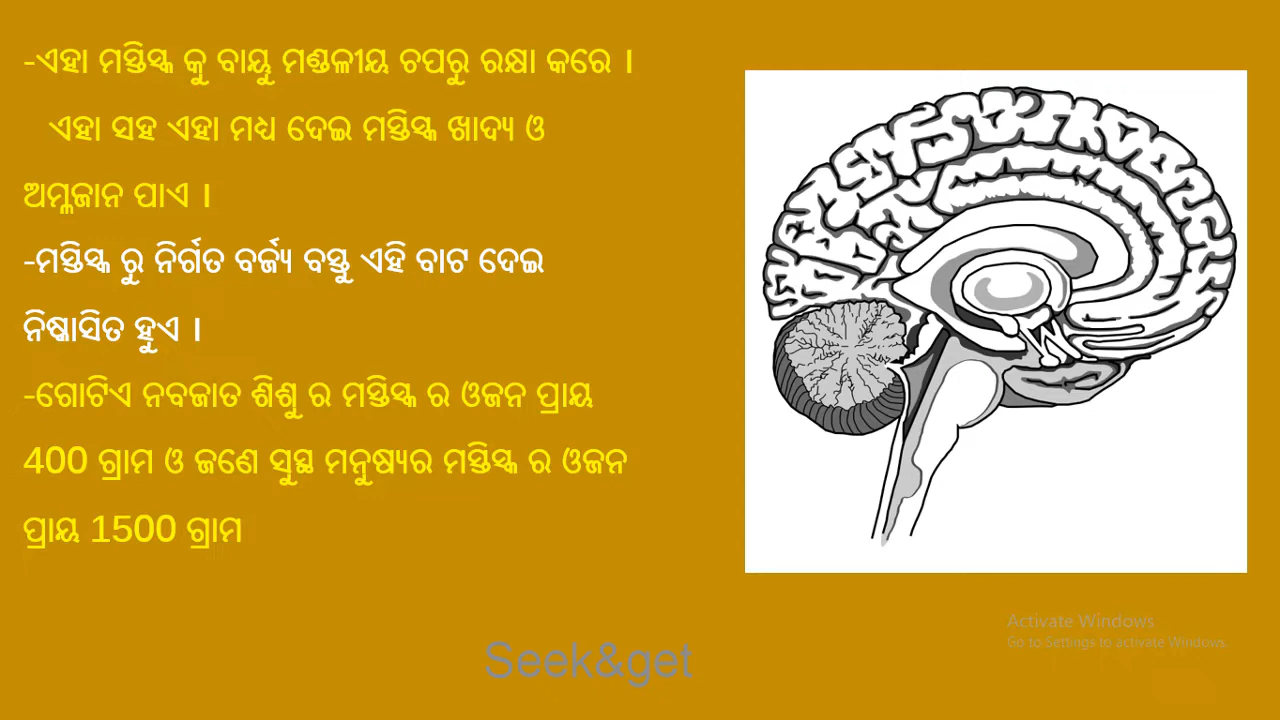 -ଏହା ମସ୍ତିସ୍କ କୁ ବାୟୁ ମଣ୍ଡଳୀୟ ଚପରୁ ରକ୍ଷା କରେ ।
ଏହା ସହ ଏହା ମଧ୍ୟ ଦେଇ ମସ୍ତିସ୍କ ଖାଦ୍ୟ ଓ
ଅମ୍ଳଜାନ ପାଏ ।
-ମସ୍ତିସ୍କ ରୁ ନିର୍ଗତ ବର୍ଜ୍ୟ ବସ୍ତୁ ଏହି ବାଟ ଦେଇ
ନିଷ୍କାସିତ ହୁଏ ।
-ଗୋଟିଏ ନବଜାତ ଶିଶୁ ର ମସ୍ତିସ୍କ ର ଓଜନ ପ୍ରାୟ
400 ଗ୍ରାମ ଓ ଜଣେ ସୁସ୍ଥ ମନୁଷ୍ୟର ମସ୍ତିସ୍କ ର ଓଜନ
ପ୍ରାୟ 1500 ଗ୍ରାମ
Activate Windows
Go to Settings to activate Windows.
Seek&get